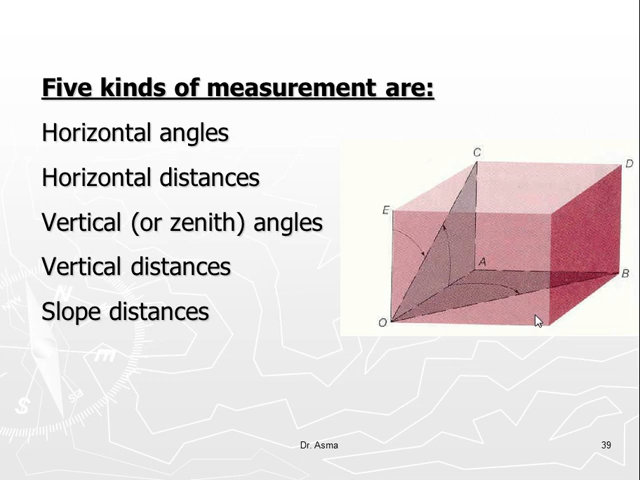 Five kinds of measurement are:
Horizontal angles
Horizontal distances
Vertical (or zenith) angles
Vertical distances
Slope distances
C
D
E
A
B
O
N
S
Dr. Asma
39